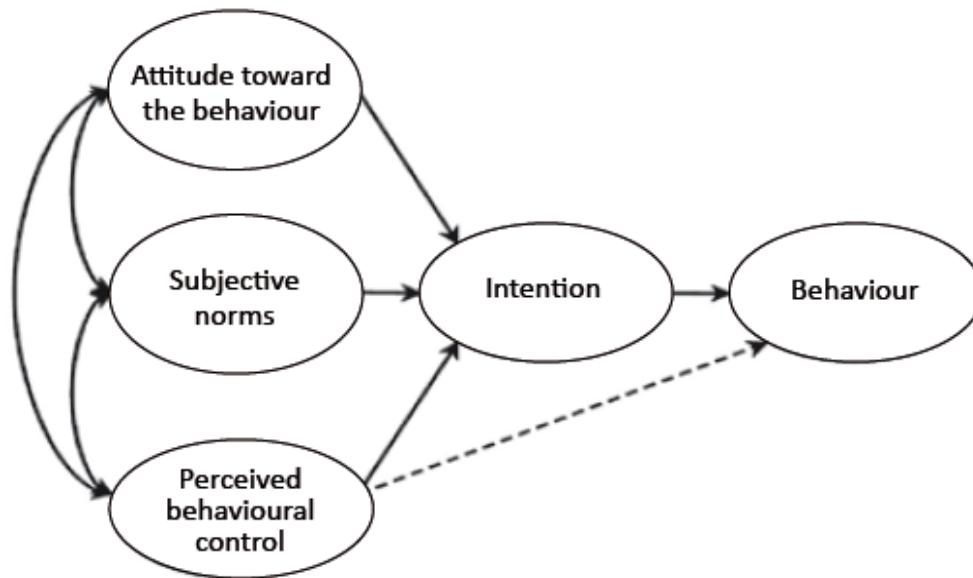 Attitude toward
the behaviour
Subjective
norms
Intention
Behaviour
Perceived
behavioural
control